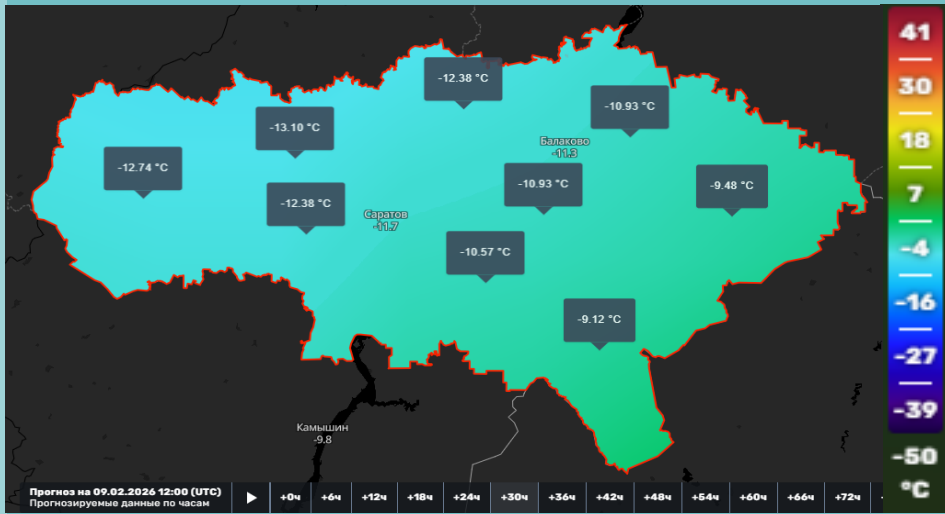 -12.38 °C
-10.93 °C
-13.10 °C
Балаково
-11.3
-12.74 °C
-10.93 °C
-9.48 °C
-12.38 °C
Саратов
-11.7
-10.57 °C
-9.12 °C
Камышин
-9.8
41
30
18
7
-4
-16
-27
-39
-50
°C
Прогноз на 09.02.2026 12:00 (UTC)
Прогнозируемые данные по часам
+0ч +6ч +12ч +18ч +24ч +30ч +36ч +42ч +48ч +54ч +60ч +66ч +72ч